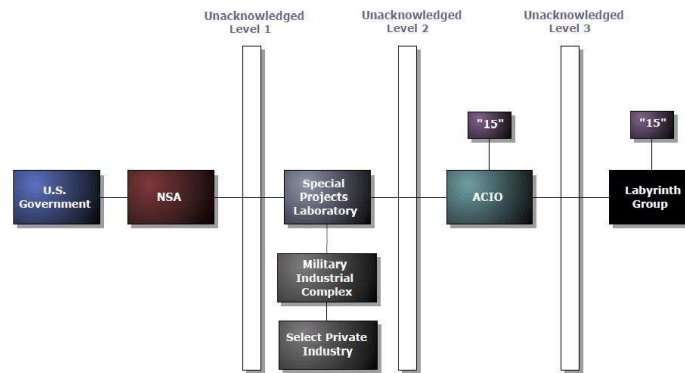 Unacknowledged
Level 1
Unacknowledged
Level 2
Unacknowledged
Level 3
"15"
"15"
U.S.
Government
NSA
Special
Projects
Laboratory
ACIO
Labyrinth
Group
Military
Industrial
Complex
Select Private
Industry